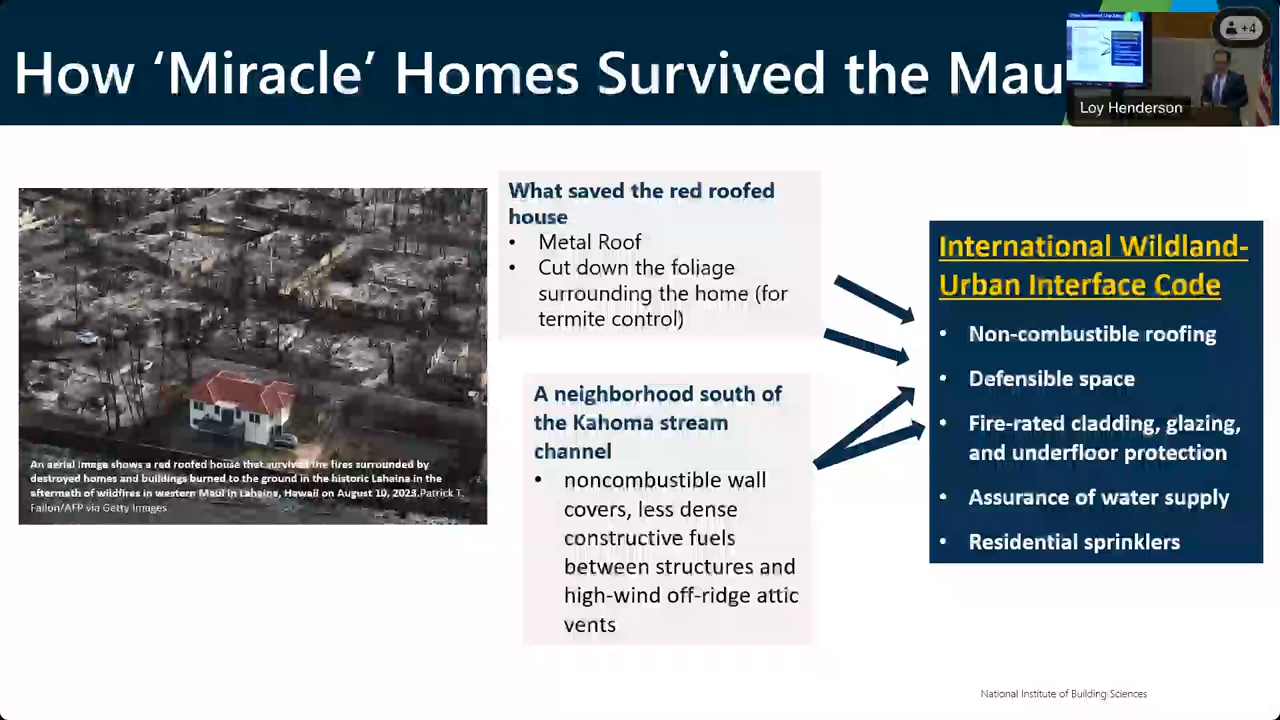 How ‘Miracle’ Homes Survived the Mau
+4
Loy Henderson
What saved the red roofed
house
• Metal Roof
• Cut down the foliage
surrounding the home (for
termite control)
International Wildland-
Urban Interface Code
• Non-combustible roofing
• Defensible space
• Fire-rated cladding, glazing,
and underfloor protection
• Assurance of water supply
• Residential sprinklers
A neighborhood south of
the Kahoma stream
channel
• noncombustible wall
covers, less dense
constructive fuels
between structures and
high-wind off-ridge attic
vents
An aerial image shows a red roofed house that survived the fires surrounded by
destroyed homes and buildings burned to the ground in the historic Lahaina in the
aftermath of wildfires in western Maui in Lahaina, Hawaii on August 10, 2023.Patrick T.
Fallon/AFP via Getty Images
National Institute of Building Sciences